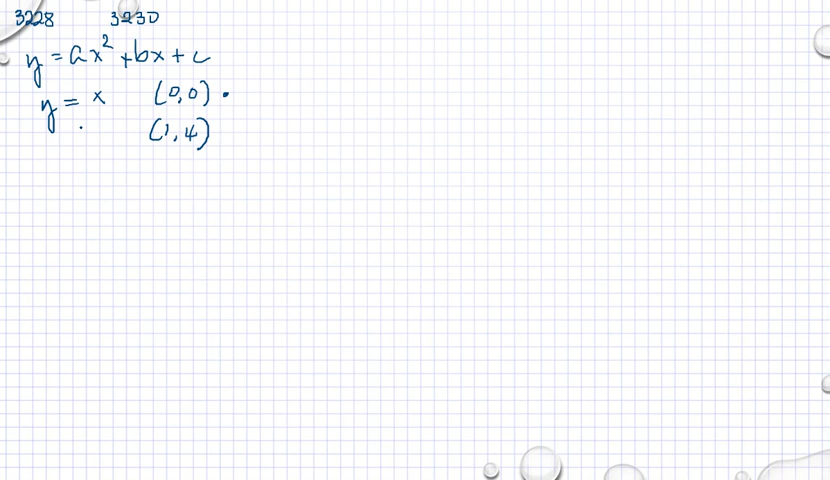 3228 3230
y = ax² + bx + c
y = x (0,0) .
(1,4)